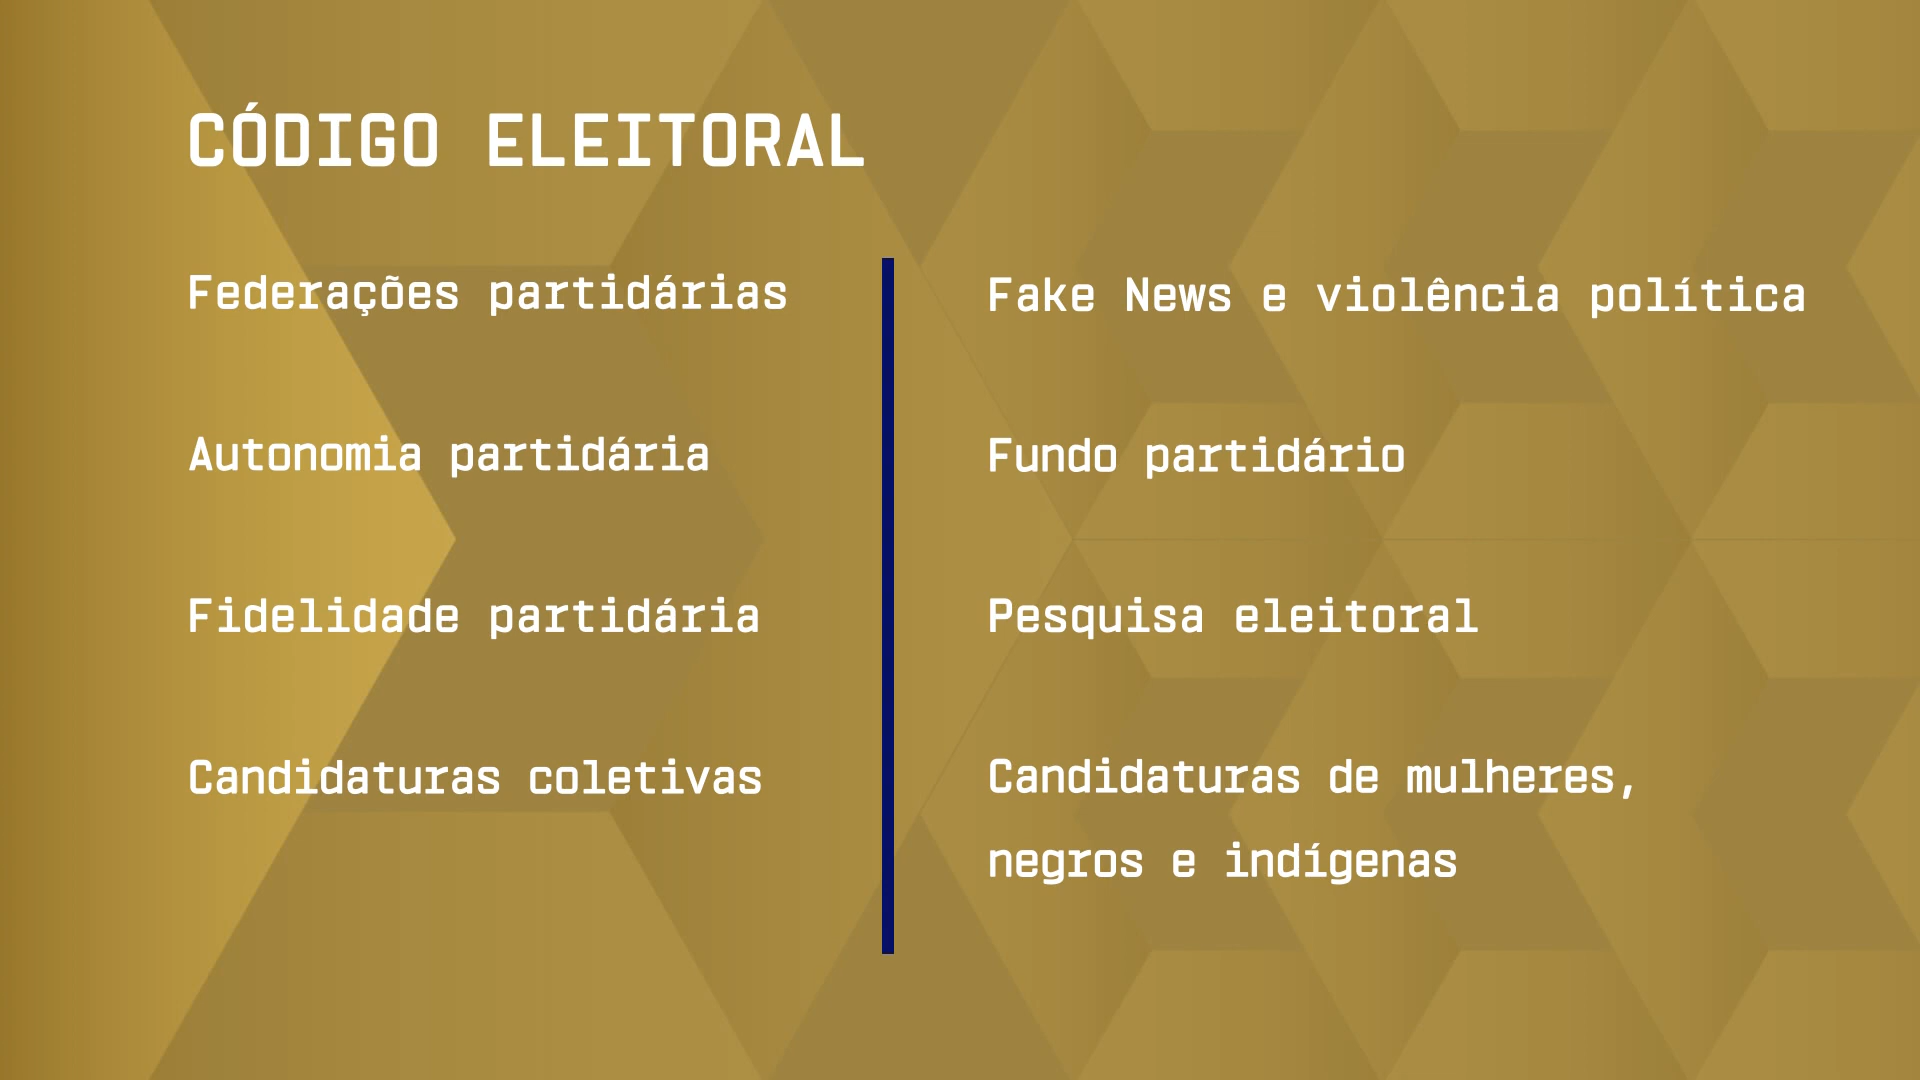 CÓDIGO ELEITORAL
Federações partidárias
Autonomia partidária
Fidelidade partidária
Candidaturas coletivas
Fake News e violência política
Fundo partidário
Pesquisa eleitoral
Candidaturas de mulheres,
negros e indígenas